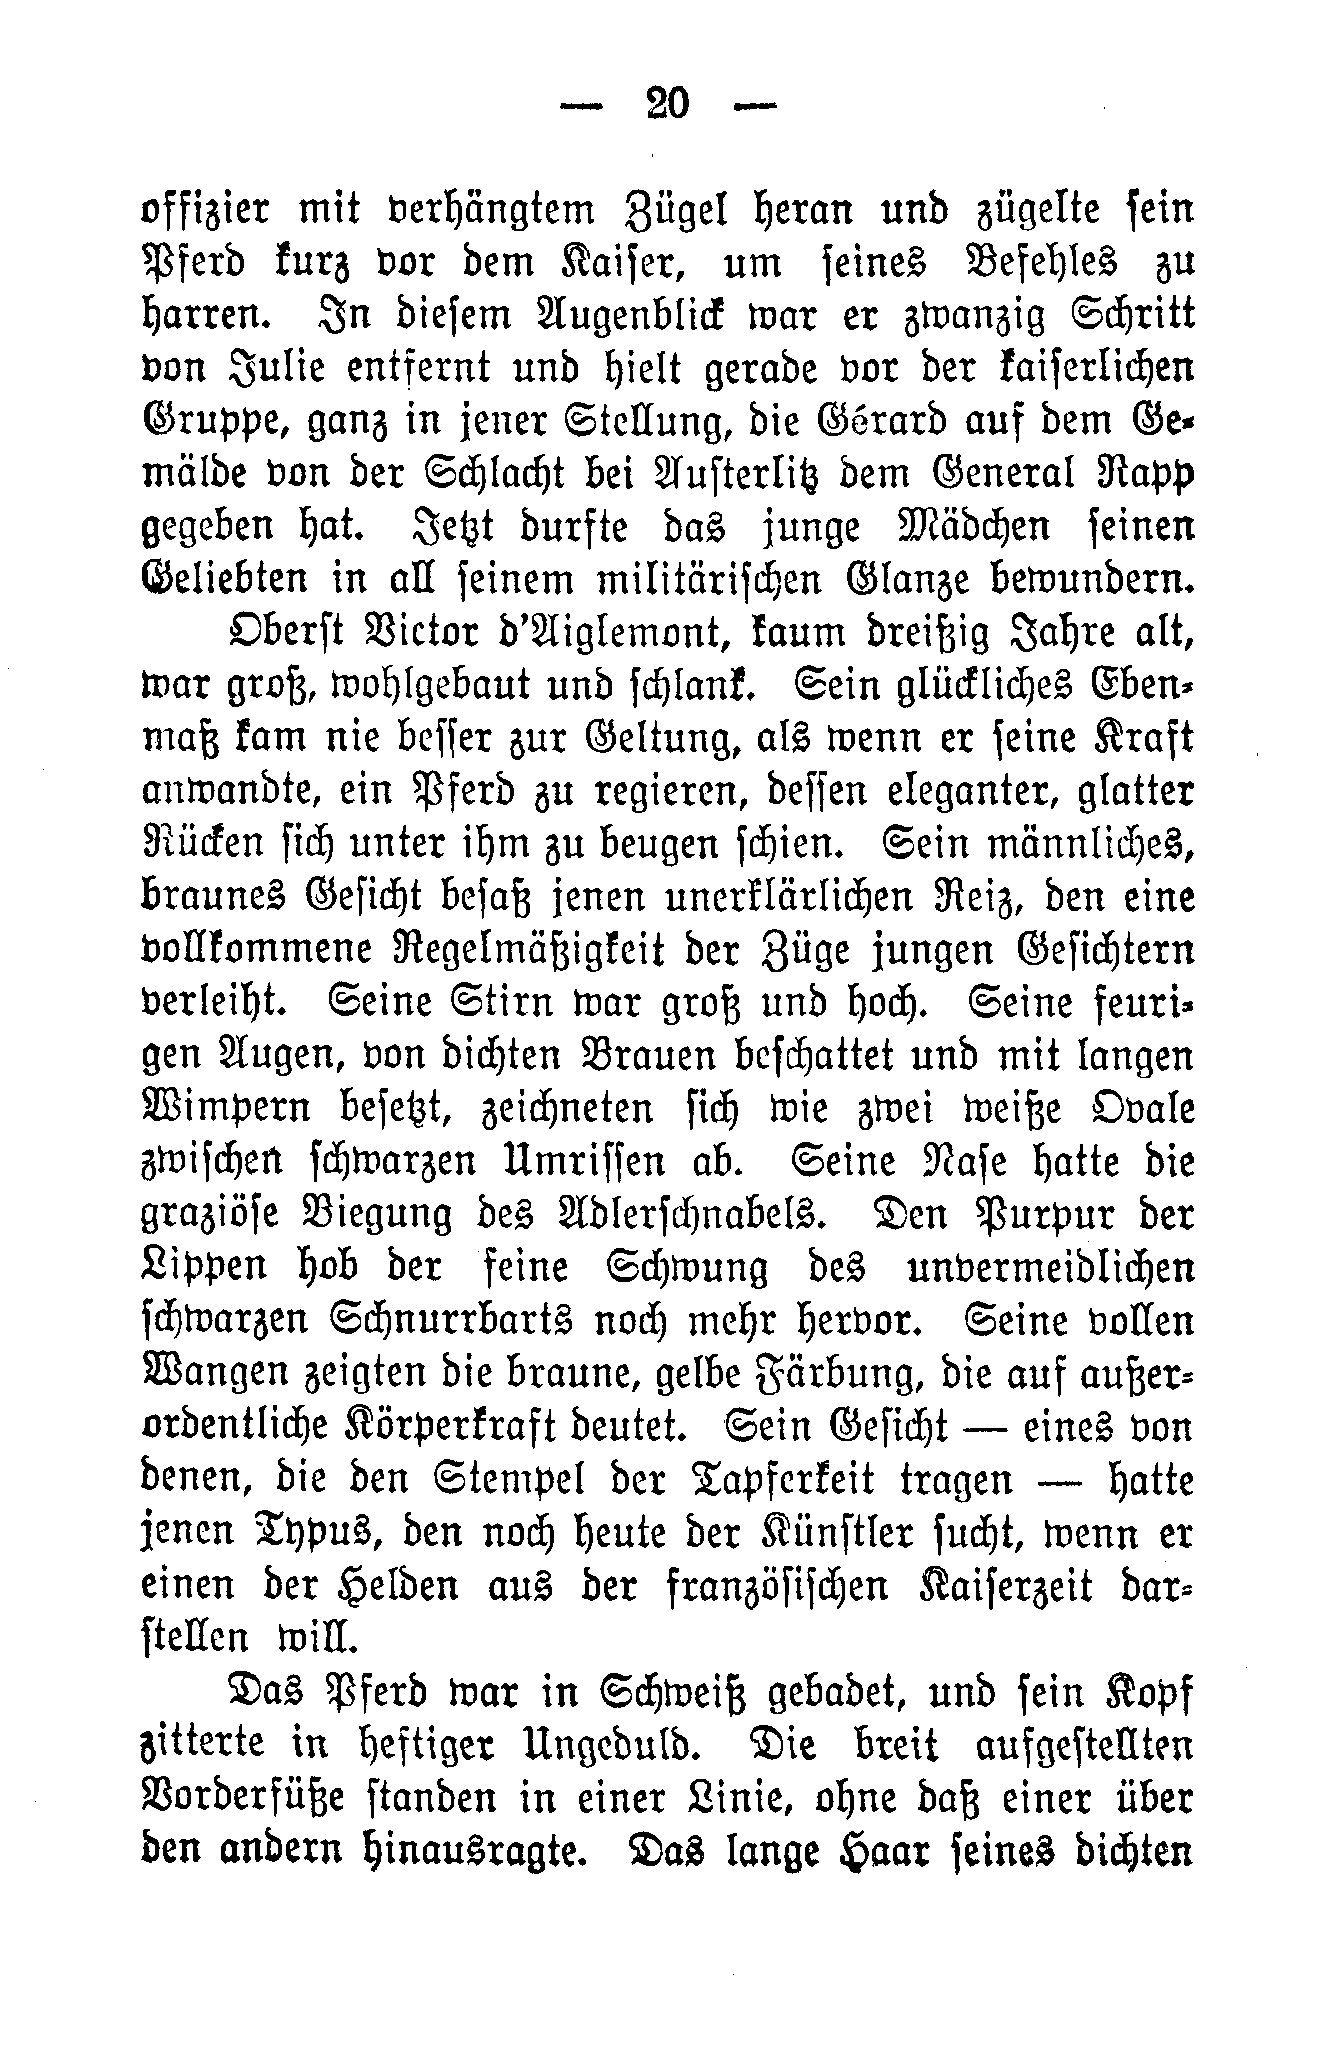 — 20 —
offizier mit verhängtem Zügel heran und zügelte sein
Pferd kurz vor dem Kaiser, um seines Befehles zu
harren. In diesem Augenblick war er zwanzig Schritt
von Julie entfernt und hielt gerade vor der kaiserlichen
Gruppe, ganz in jener Stellung, die Gérard auf dem Ge-
mälde von der Schlacht bei Austerlitz dem General Rapp
gegeben hat. Jetzt durfte das junge Mädchen seinen
Geliebten in all seinem militärischen Glanze bewundern.
Oberst Victor d'Aiglemont, kaum dreißig Jahre alt,
war groß, wohlgebaut und schlank. Sein glückliches Eben-
maß kam nie besser zur Geltung, als wenn er seine Kraft
anwandte, ein Pferd zu regieren, dessen eleganter, glatter
Rücken sich unter ihm zu beugen schien. Sein männliches,
braunes Gesicht besaß jenen unerklärlichen Reiz, den eine
vollkommene Regelmäßigkeit der Züge jungen Gesichtern
verleiht. Seine Stirn war groß und hoch. Seine feuri-
gen Augen, von dichten Brauen beschattet und mit langen
Wimpern besetzt, zeichneten sich wie zwei weiße Ovale
zwischen schwarzen Umrissen ab. Seine Nase hatte die
graziöse Biegung des Adlerschnabels. Den Purpur der
Lippen hob der feine Schwung des unvermeidlichen
schwarzen Schnurrbarts noch mehr hervor. Seine vollen
Wangen zeigten die braune, gelbe Färbung, die auf außer-
ordentliche Körperkraft deutet. Sein Gesicht — eines von
denen, die den Stempel der Tapferkeit tragen — hatte
jenen Typus, den noch heute der Künstler sucht, wenn er
einen der Helden aus der französischen Kaiserzeit dar-
stellen will.
Das Pferd war in Schweiß gebadet, und sein Kopf
zitterte in heftiger Ungeduld. Die breit aufgestellten
Vorderfüße standen in einer Linie, ohne daß einer über
den andern hinausragte. Das lange Haar seines dichten